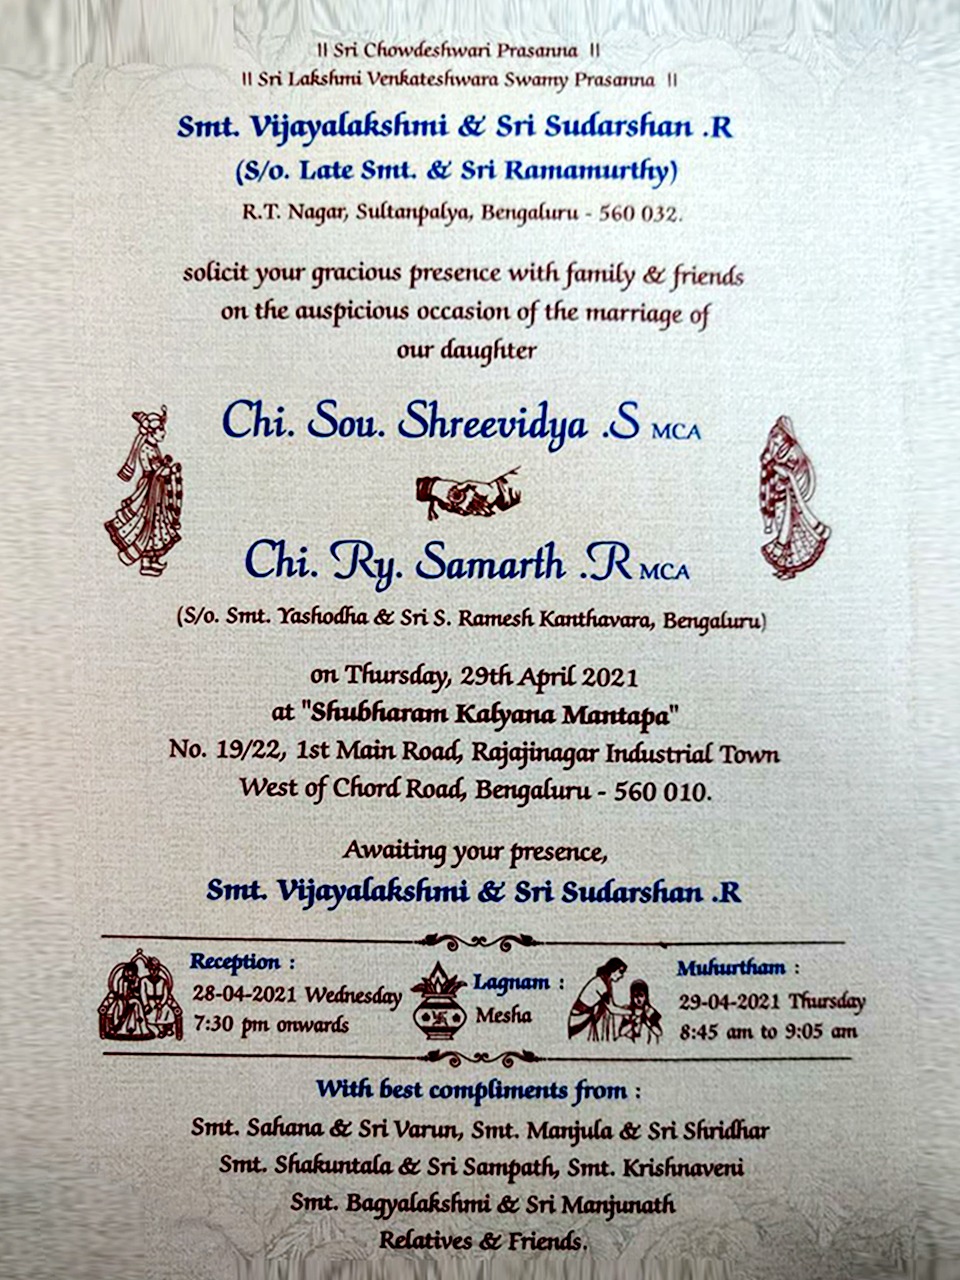 || Sri Chowdeshwari Prasanna ||
|| Sri Lakshmi Venkateshwara Swamy Prasanna ||
Smt. Vijayalakshmi & Sri Sudarshan .R
(S/o. Late Smt. & Sri Ramamurthy)
R.T. Nagar, Sultanpalya, Bengaluru - 560 032.
solicit your gracious presence with family & friends
on the auspicious occasion of the marriage of
our daughter
Chi. Sou. Shreevidya .S MCA
Chi. Ry. Samarth .R MCA
(S/o. Smt. Yashodha & Sri S. Ramesh Kanthavara, Bengaluru)
on Thursday, 29th April 2021
at "Shubharam Kalyana Mantapa"
No. 19/22, 1st Main Road, Rajajinagar Industrial Town
West of Chord Road, Bengaluru - 560 010.
Awaiting your presence,
Smt. Vijayalakshmi & Sri Sudarshan .R
Reception :
28-04-2021 Wednesday
7:30 pm onwards
Lagnam :
Mesha
Muhurtham :
29-04-2021 Thursday
8:45 am to 9:05 am
With best compliments from :
Smt. Sahana & Sri Varun, Smt. Manjula & Sri Shridhar
Smt. Shakuntala & Sri Sampath, Smt. Krishnaveni
Smt. Bagyalakshmi & Sri Manjunath
Relatives & Friends.